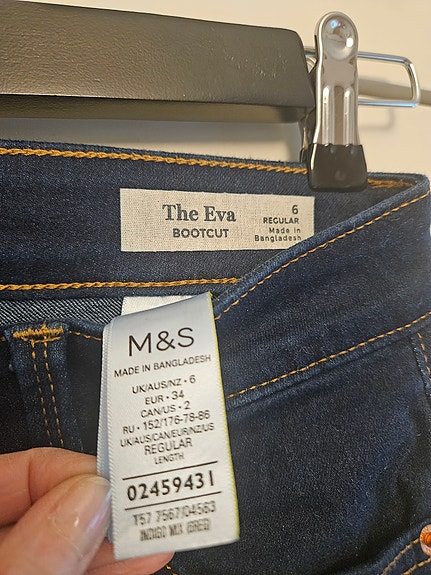 The Eva
BOOTCUT
6
REGULAR
Made in
Bangladesh
M&S
MADE IN BANGLADESH
UK/AUS/NZ • 6
EUR • 34
CAN/US • 2
RU • 152/176-78-86
UK/AUS/CAN/EUR/NZ/US
REGULAR
LENGTH
02459431
T57 7567/04563
INDIGO MIX (GREG)